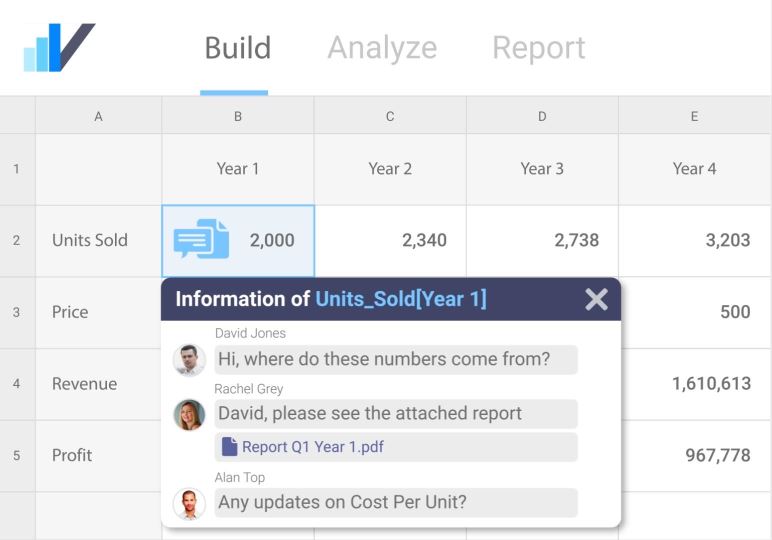 Build Analyze Report
A B C D E
1 Year 1 Year 2 Year 3 Year 4
2 Units Sold 2,000 2,340 2,738 3,203
Information of Units_Sold[Year 1]
3 Price 500
David Jones
Hi, where do these numbers come from?
4 Revenue 1,610,613
Rachel Grey
David, please see the attached report
Report Q1 Year 1.pdf
5 Profit 967,778
Alan Top
Any updates on Cost Per Unit?